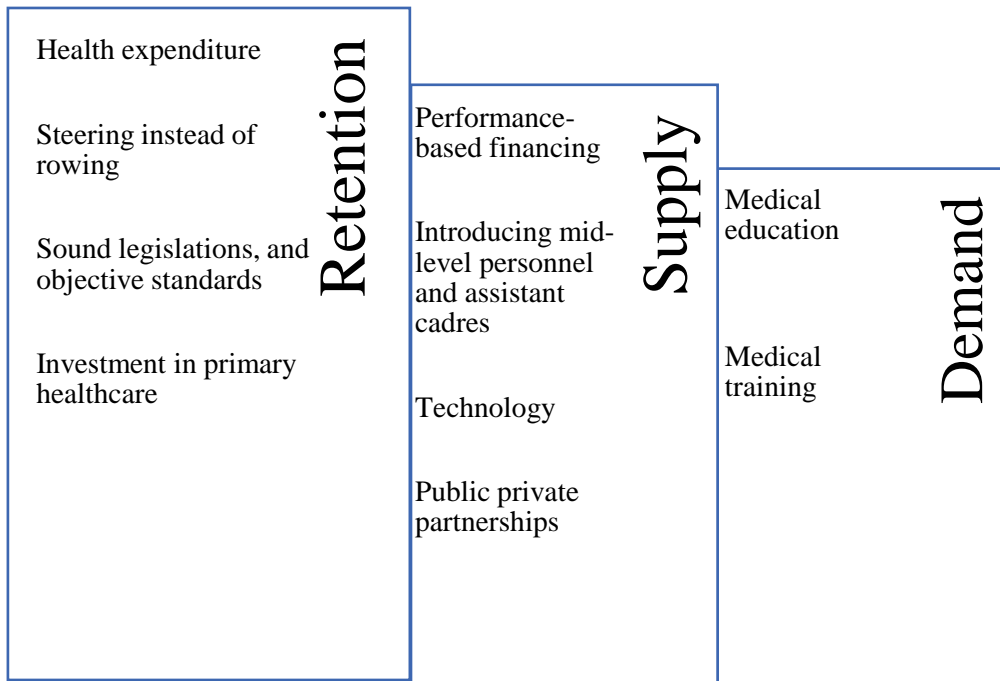 Health expenditure
Steering instead of
rowing
Sound legislations, and
objective standards
Investment in primary
healthcare
Retention
Performance-
based financing
Introducing mid-
level personnel
and assistant
cadres
Technology
Public private
partnerships
Supply
Medical
education
Medical
training
Demand